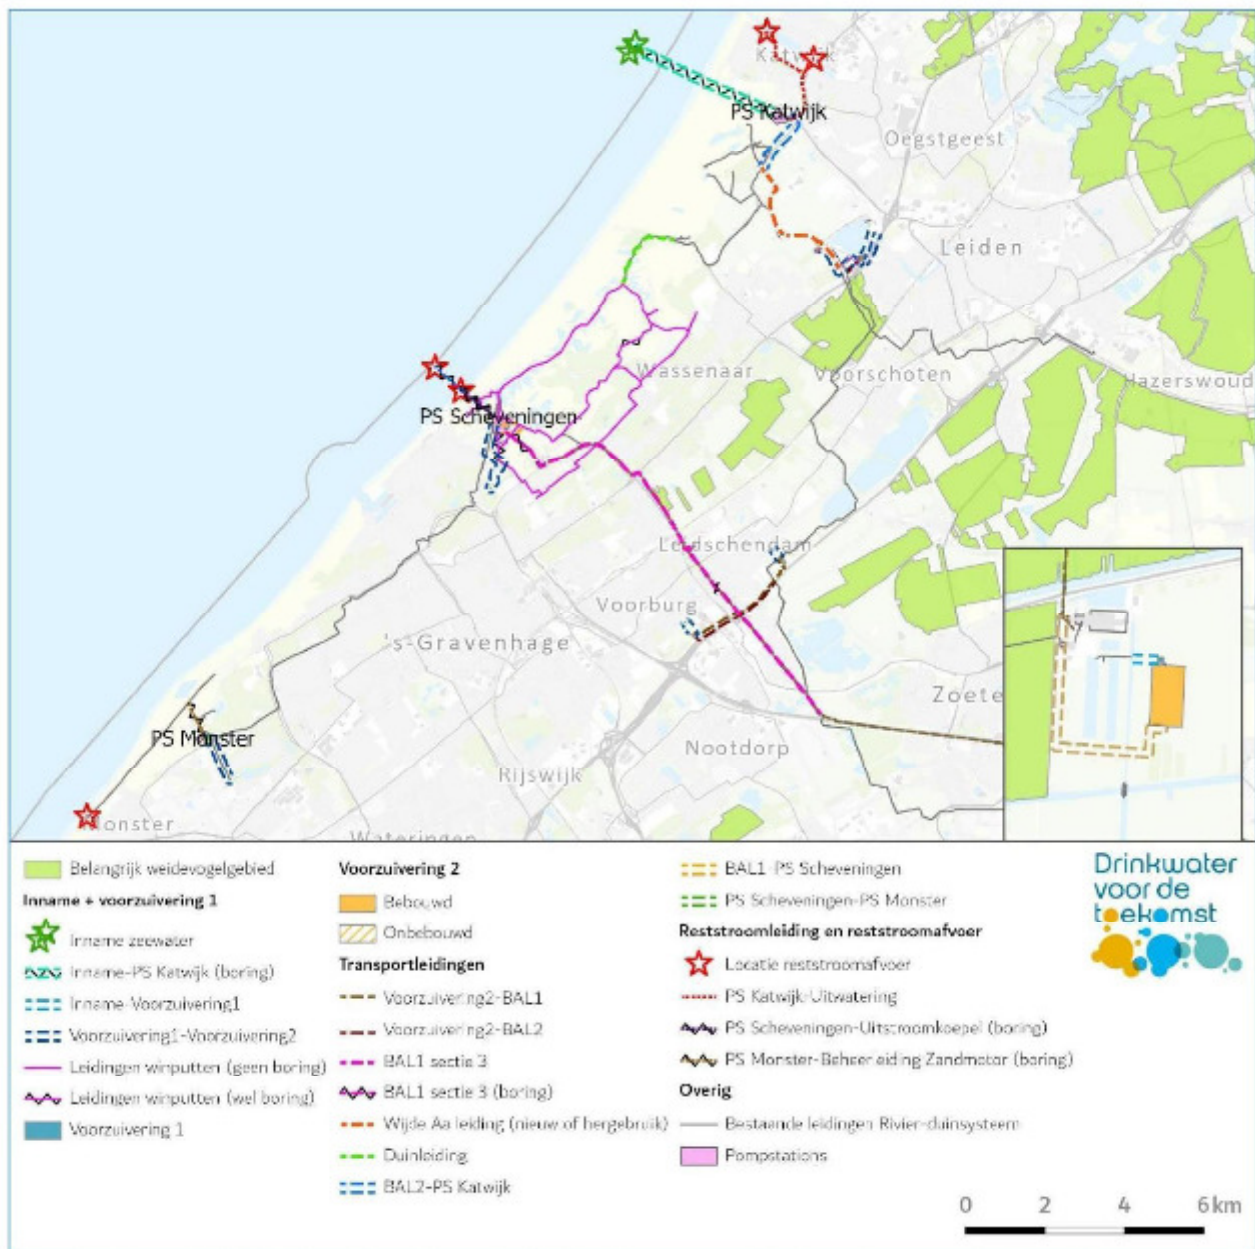 Katwijk
PS Katwijk
Oegstgeest
Leiden
Wassenaar
Voorschoten
Hazerswoud
PS Scheveningen
Leidschendam
Voorburg
's-Gravenhage
Zoete
PS Monster
Nootdorp
Rijswijk
Monster
Wateringen
Belangrijk weidevogelgebied
Inname + voorzuivering 1
Inname zeewater
Inname-PS Katwijk (boring)
Inname-Voorzuivering1
Voorzuivering1-Voorzuivering2
Leidingen winputten (geen boring)
Leidingen winputten (wel boring)
Voorzuivering 1
Voorzuivering 2
Bebouwd
Onbebouwd
Transportleidingen
Voorzuivering2-BAL1
Voorzuivering2-BAL2
BAL1 sectie 3
BAL1 sectie 3 (boring)
Wijde Aa leiding (nieuw of hergebruik)
Duinleiding
BAL2-PS Katwijk
BAL1-PS Scheveningen
PS Scheveningen-PS Monster
Reststroomleiding en reststroomafvoer
Locatie reststroomafvoer
PS Katwijk-Uitwatering
PS Scheveningen-Uitstroomkoepel (boring)
PS Monster-Beheerleiding Zandmotor (boring)
Overig
Bestaande leidingen Rivier-duinsysteem
Pompstations
Drinkwater
voor de
toekomst
0 2 4 6 km